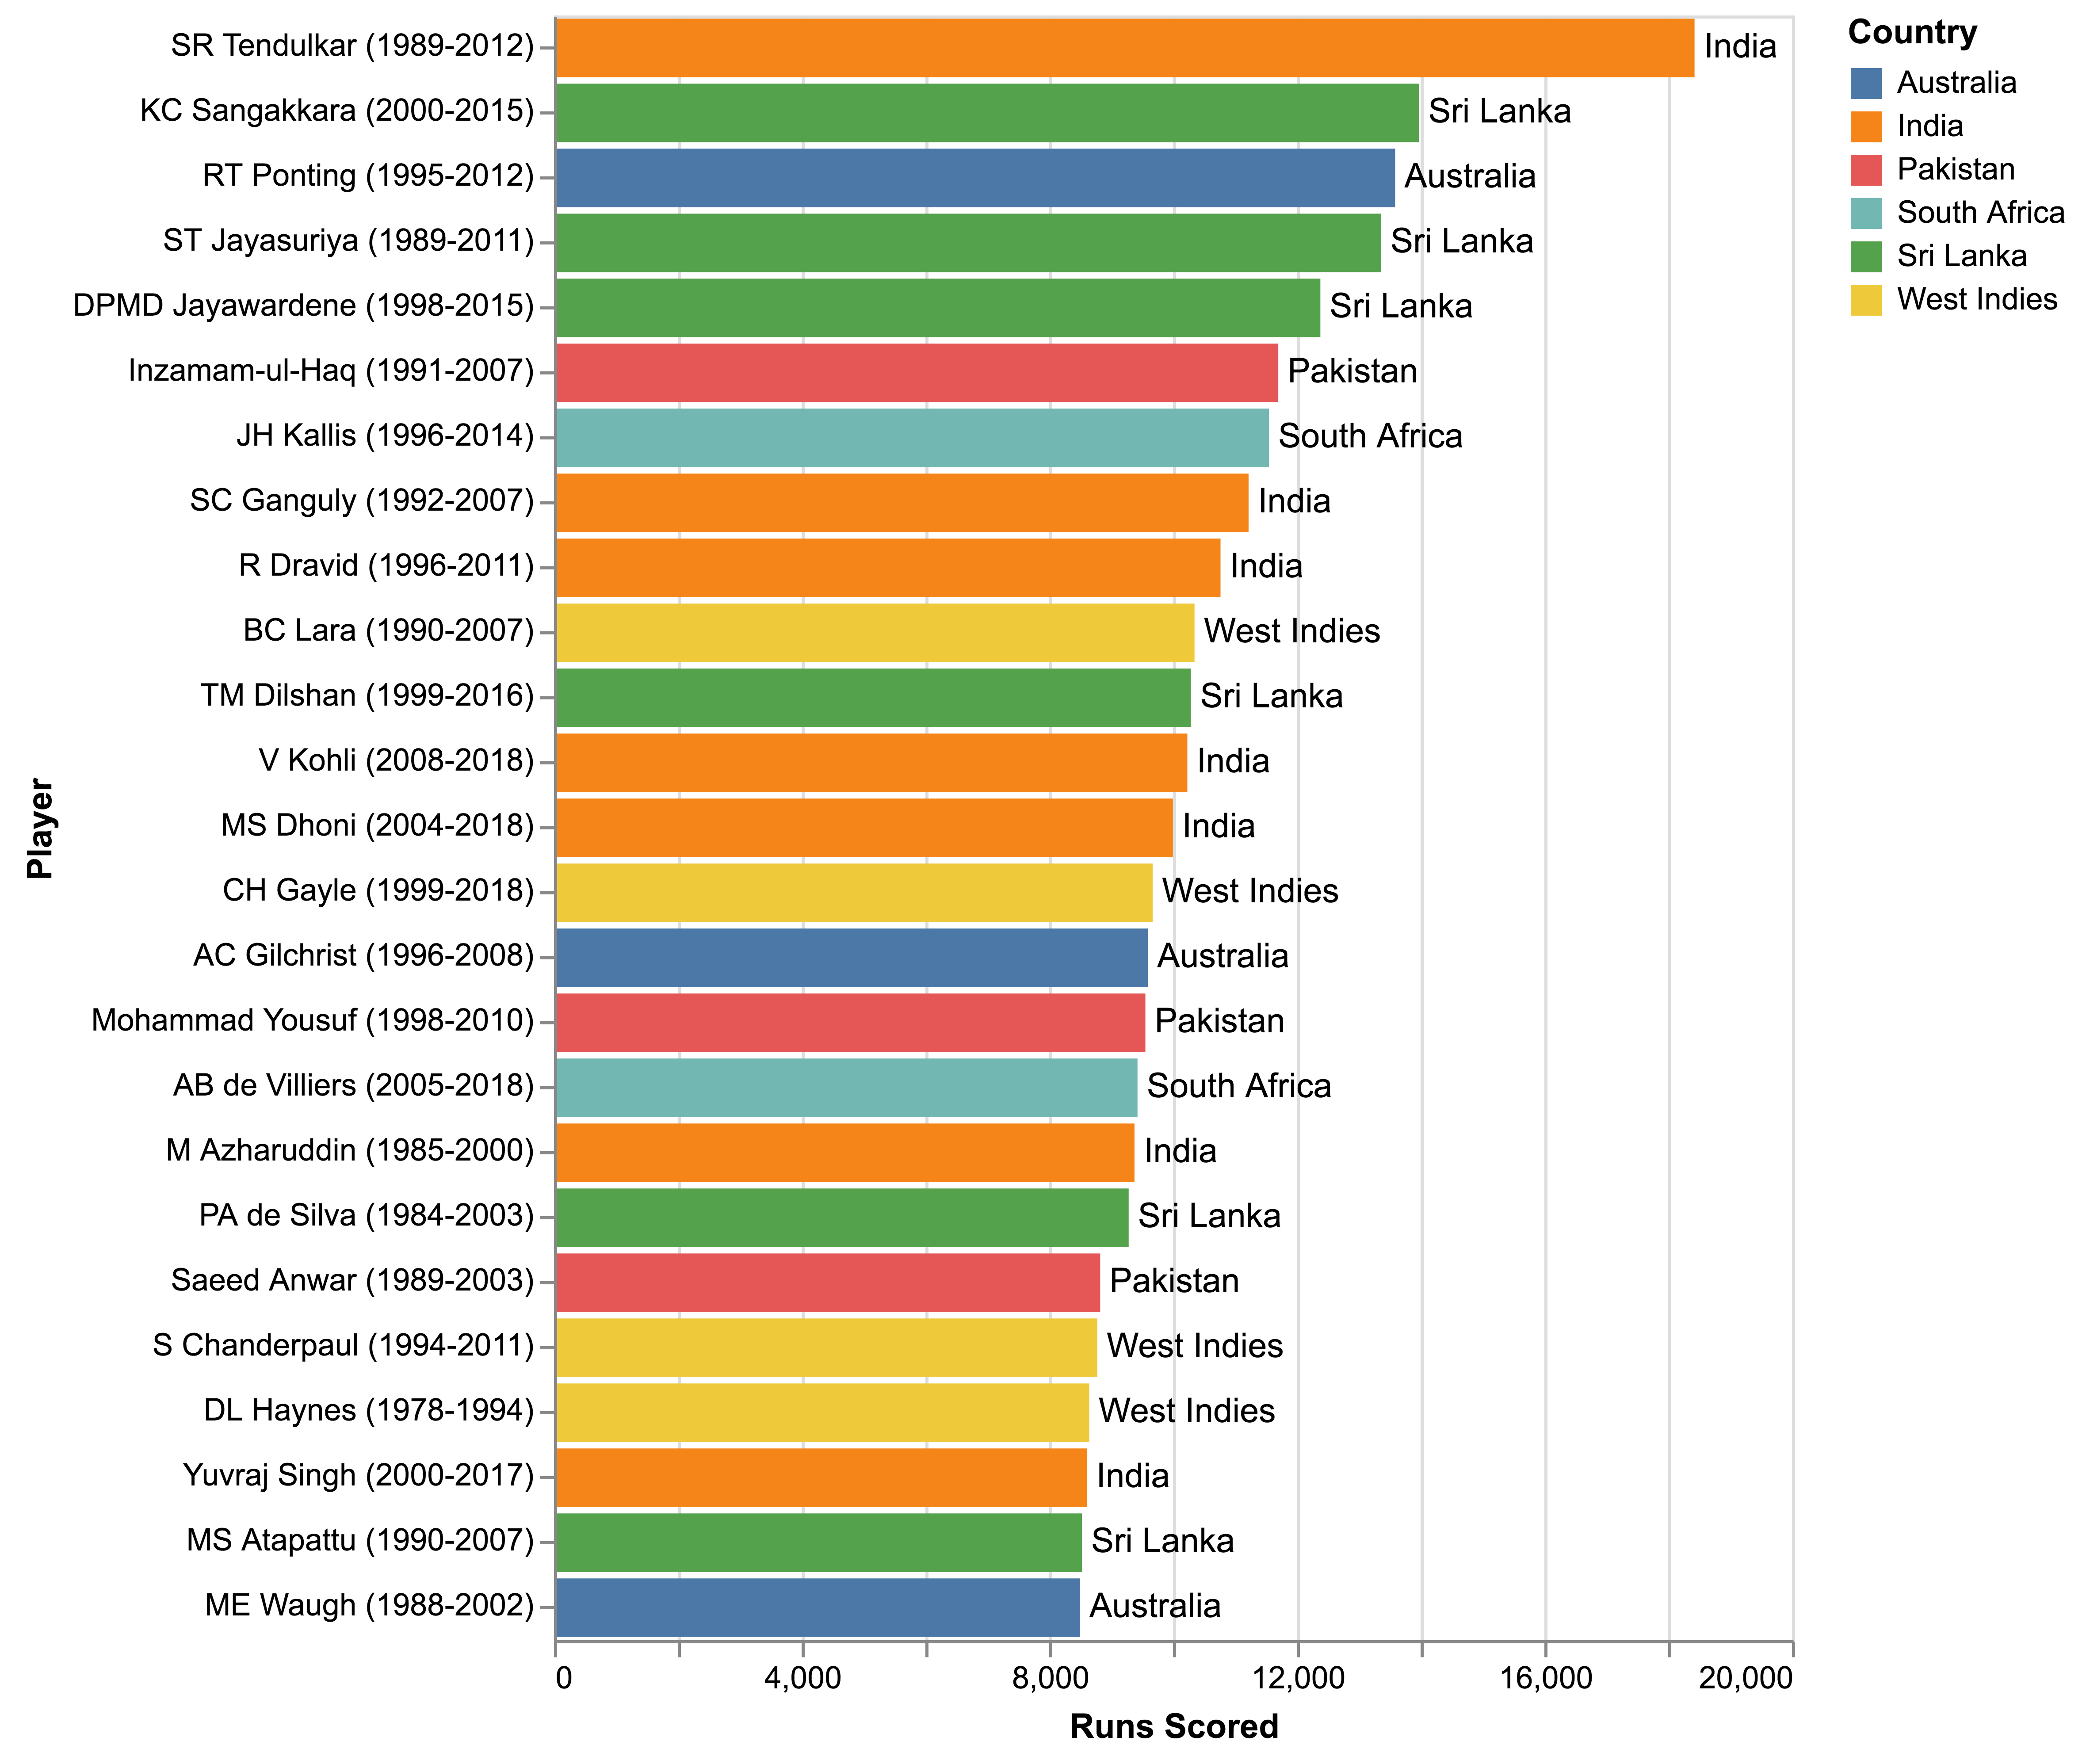 SR Tendulkar (1989-2012) India
KC Sangakkara (2000-2015) Sri Lanka
RT Ponting (1995-2012) Australia
ST Jayasuriya (1989-2011) Sri Lanka
DPMD Jayawardene (1998-2015) Sri Lanka
Inzamam-ul-Haq (1991-2007) Pakistan
JH Kallis (1996-2014) South Africa
SC Ganguly (1992-2007) India
R Dravid (1996-2011) India
BC Lara (1990-2007) West Indies
TM Dilshan (1999-2016) Sri Lanka
V Kohli (2008-2018) India
MS Dhoni (2004-2018) India
CH Gayle (1999-2018) West Indies
AC Gilchrist (1996-2008) Australia
Mohammad Yousuf (1998-2010) Pakistan
AB de Villiers (2005-2018) South Africa
M Azharuddin (1985-2000) India
PA de Silva (1984-2003) Sri Lanka
Saeed Anwar (1989-2003) Pakistan
S Chanderpaul (1994-2011) West Indies
DL Haynes (1978-1994) West Indies
Yuvraj Singh (2000-2017) India
MS Atapattu (1990-2007) Sri Lanka
ME Waugh (1988-2002) Australia
Player
0 4,000 8,000 12,000 16,000 20,000
Runs Scored
Country
Australia
India
Pakistan
South Africa
Sri Lanka
West Indies